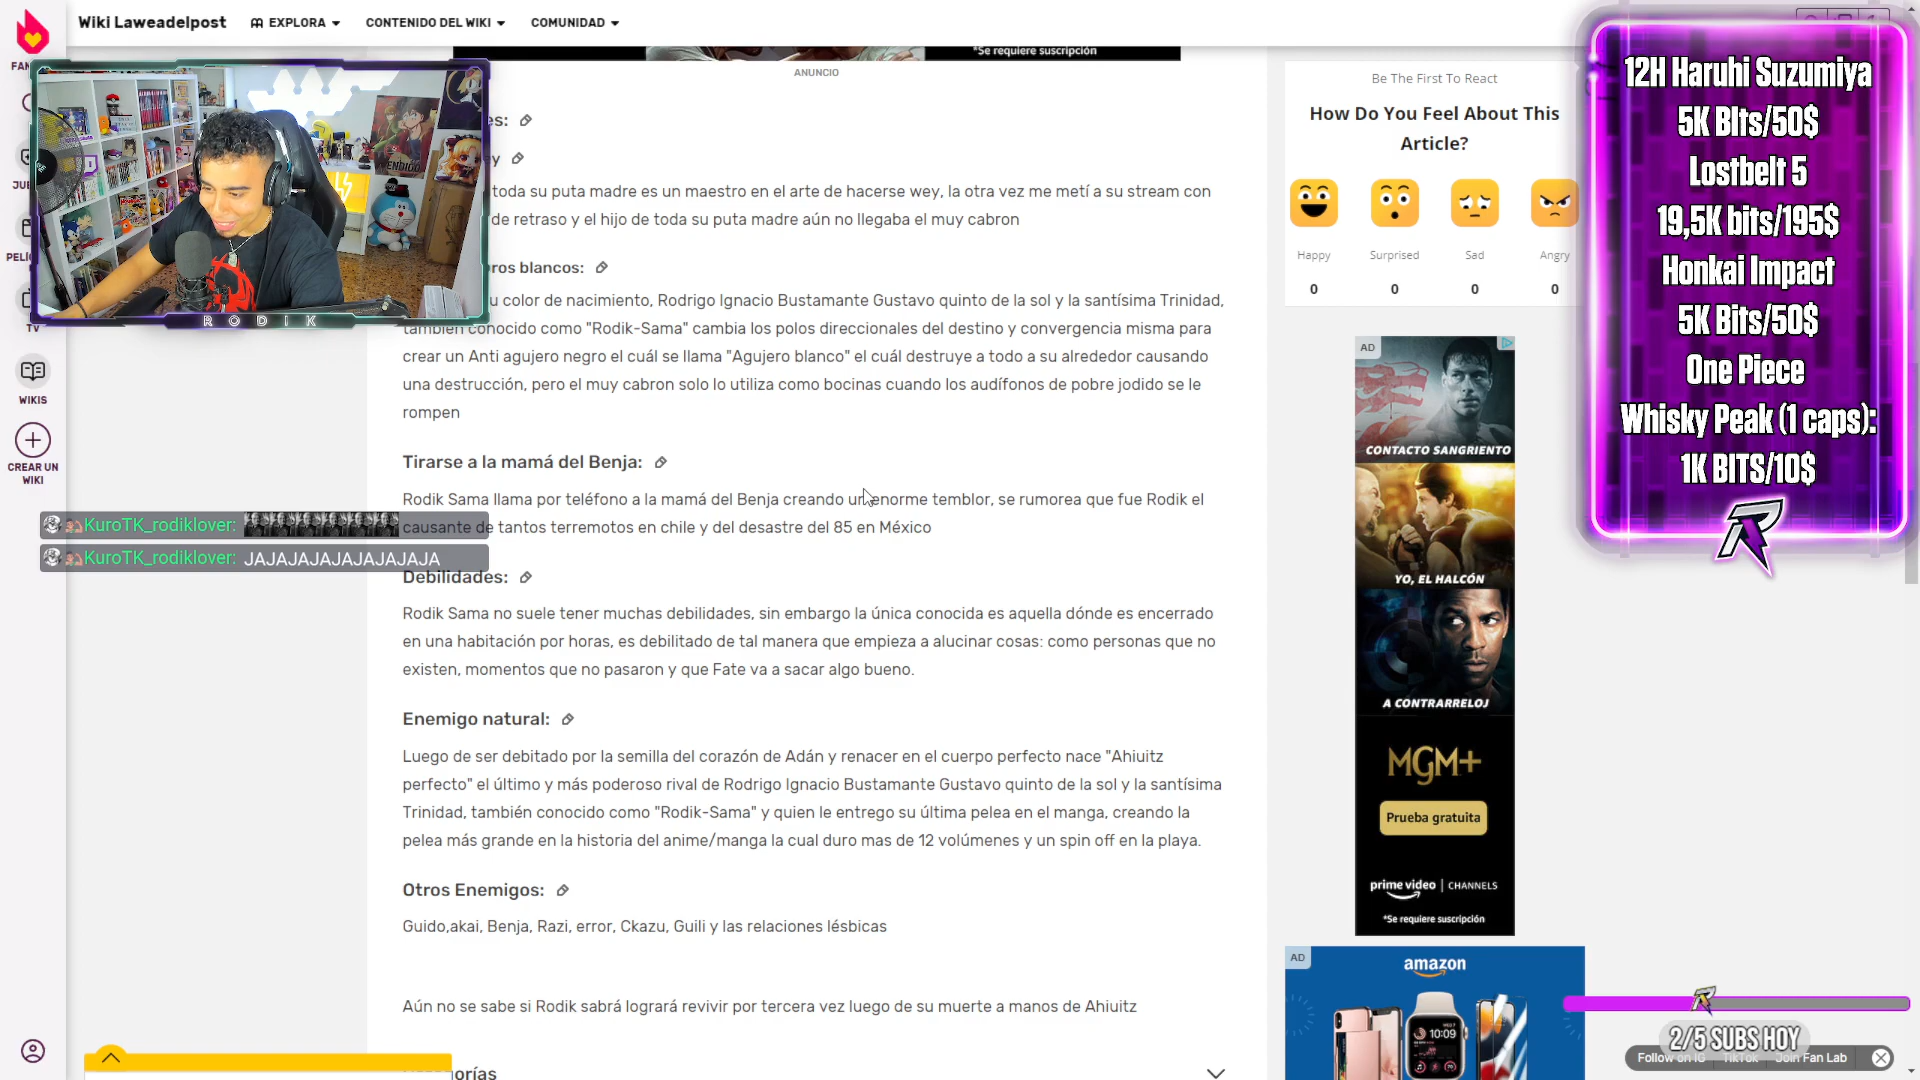 Wiki Laweadelpost
EXPLORA
CONTENIDO DEL WIKI
COMUNIDAD
*Se requiere suscripción
ANUNCIO
FAN
JUE
PELÍC
TV
WIKIS
CREAR UN
WIKI
RODIK
es:
ey
toda su puta madre es un maestro en el arte de hacerse wey, la otra vez me metí a su stream con
de retraso y el hijo de toda su puta madre aún no llegaba el muy cabron
ros blancos:
u color de nacimiento, Rodrigo Ignacio Bustamante Gustavo quinto de la sol y la santísima Trinidad,
también conocido como "Rodik-Sama" cambia los polos direccionales del destino y convergencia misma para
crear un Anti agujero negro el cuál se llama "Agujero blanco" el cuál destruye a todo a su alrededor causando
una destrucción, pero el muy cabron solo lo utiliza como bocinas cuando los audífonos de pobre jodido se le
rompen
Tirarse a la mamá del Benja:
Rodik Sama llama por teléfono a la mamá del Benja creando un enorme temblor, se rumorea que fue Rodik el
causante de tantos terremotos en chile y del desastre del 85 en México
KuroTK_rodiklover:
KuroTK_rodiklover: JAJAJAJAJAJAJAJAJA
Debilidades:
Rodik Sama no suele tener muchas debilidades, sin embargo la única conocida es aquella dónde es encerrado
en una habitación por horas, es debilitado de tal manera que empieza a alucinar cosas: como personas que no
existen, momentos que no pasaron y que Fate va a sacar algo bueno.
Enemigo natural:
Luego de ser debitado por la semilla del corazón de Adán y renacer en el cuerpo perfecto nace "Ahiuitz
perfecto" el último y más poderoso rival de Rodrigo Ignacio Bustamante Gustavo quinto de la sol y la santísima
Trinidad, también conocido como "Rodik-Sama" y quien le entrego su última pelea en el manga, creando la
pelea más grande en la historia del anime/manga la cual duro mas de 12 volúmenes y un spin off en la playa.
Otros Enemigos:
Guido,akai, Benja, Razi, error, Ckazu, Guili y las relaciones lésbicas
Aún no se sabe si Rodik sabrá logrará revivir por tercera vez luego de su muerte a manos de Ahiuitz
orías
Be The First To React
How Do You Feel About This
Article?
Happy
Surprised
Sad
Angry
0
0
0
0
AD
CONTACTO SANGRIENTO
YO, EL HALCÓN
A CONTRARRELOJ
MGM+
Prueba gratuita
prime video | CHANNELS
*Se requiere suscripción
AD
amazon
10:09
12H Haruhi Suzumiya
5K BIts/50$
Lostbelt 5
19,5K bits/195$
Honkai Impact
5K Bits/50$
One Piece
Whisky Peak (1 caps):
1K BITS/10$
2/5 SUBS HOY
Follow on IG
TikTok
Join Fan Lab